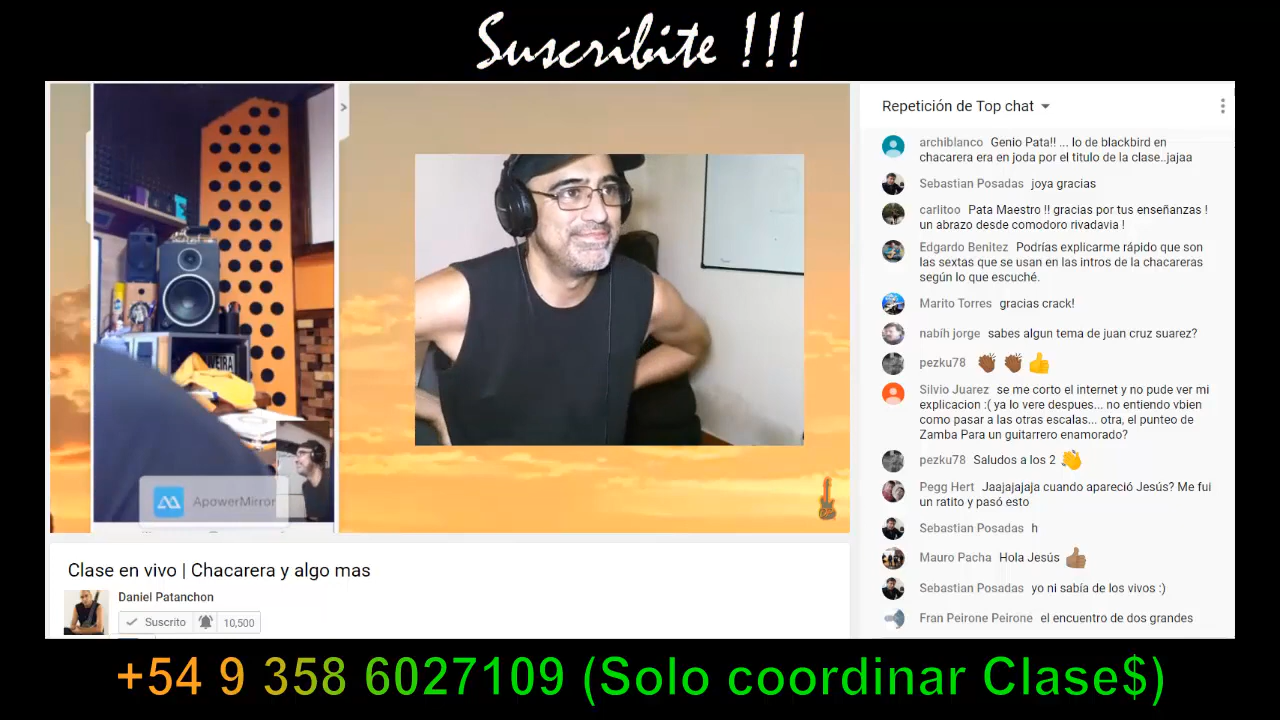 Suscríbite !!!
Repetición de Top chat
archiblanco Genio Pata!! ... lo de blackbird en
chacarera era en joda por el titulo de la clase..jajaa
Sebastian Posadas joya gracias
carlitoo Pata Maestro !! gracias por tus enseñanzas !
un abrazo desde comodoro rivadavia !
Edgardo Benitez Podrías explicarme rápido que son
las sextas que se usan en las intros de la chacareras
según lo que escuché.
Marito Torres gracias crack!
nabíh jorge sabes algun tema de juan cruz suarez?
pezku78
Silvio Juarez se me corto el internet y no pude ver mi
explicacion :( ya lo vere despues... no entiendo vbien
como pasar a las otras escalas... otra, el punteo de
Zamba Para un guitarrero enamorado?
pezku78 Saludos a los 2
Pegg Hert Jaajajajaja cuando apareció Jesús? Me fui
un ratito y pasó esto
Sebastian Posadas h
Mauro Pacha Hola Jesús
Sebastian Posadas yo ni sabía de los vivos :)
Fran Peirone Peirone el encuentro de dos grandes
ApowerMirror
Clase en vivo | Chacarera y algo mas
Daniel Patanchon
Suscrito 10,500
+54 9 358 6027109 (Solo coordinar Clase$)